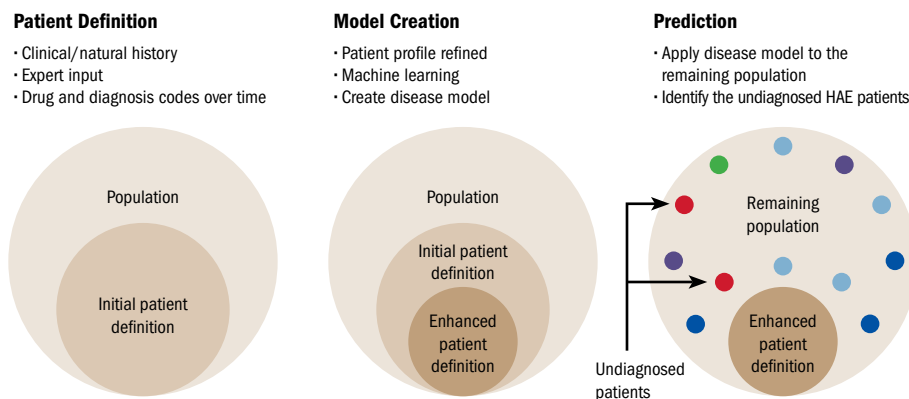 Patient Definition
· Clinical/natural history
· Expert input
· Drug and diagnosis codes over time
Population
Initial patient
definition
Model Creation
· Patient profile refined
· Machine learning
· Create disease model
Population
Initial patient
definition
Enhanced
patient
definition
Prediction
· Apply disease model to the
remaining population
· Identify the undiagnosed HAE patients
Remaining
population
Enhanced
patient
definition
Undiagnosed
patients